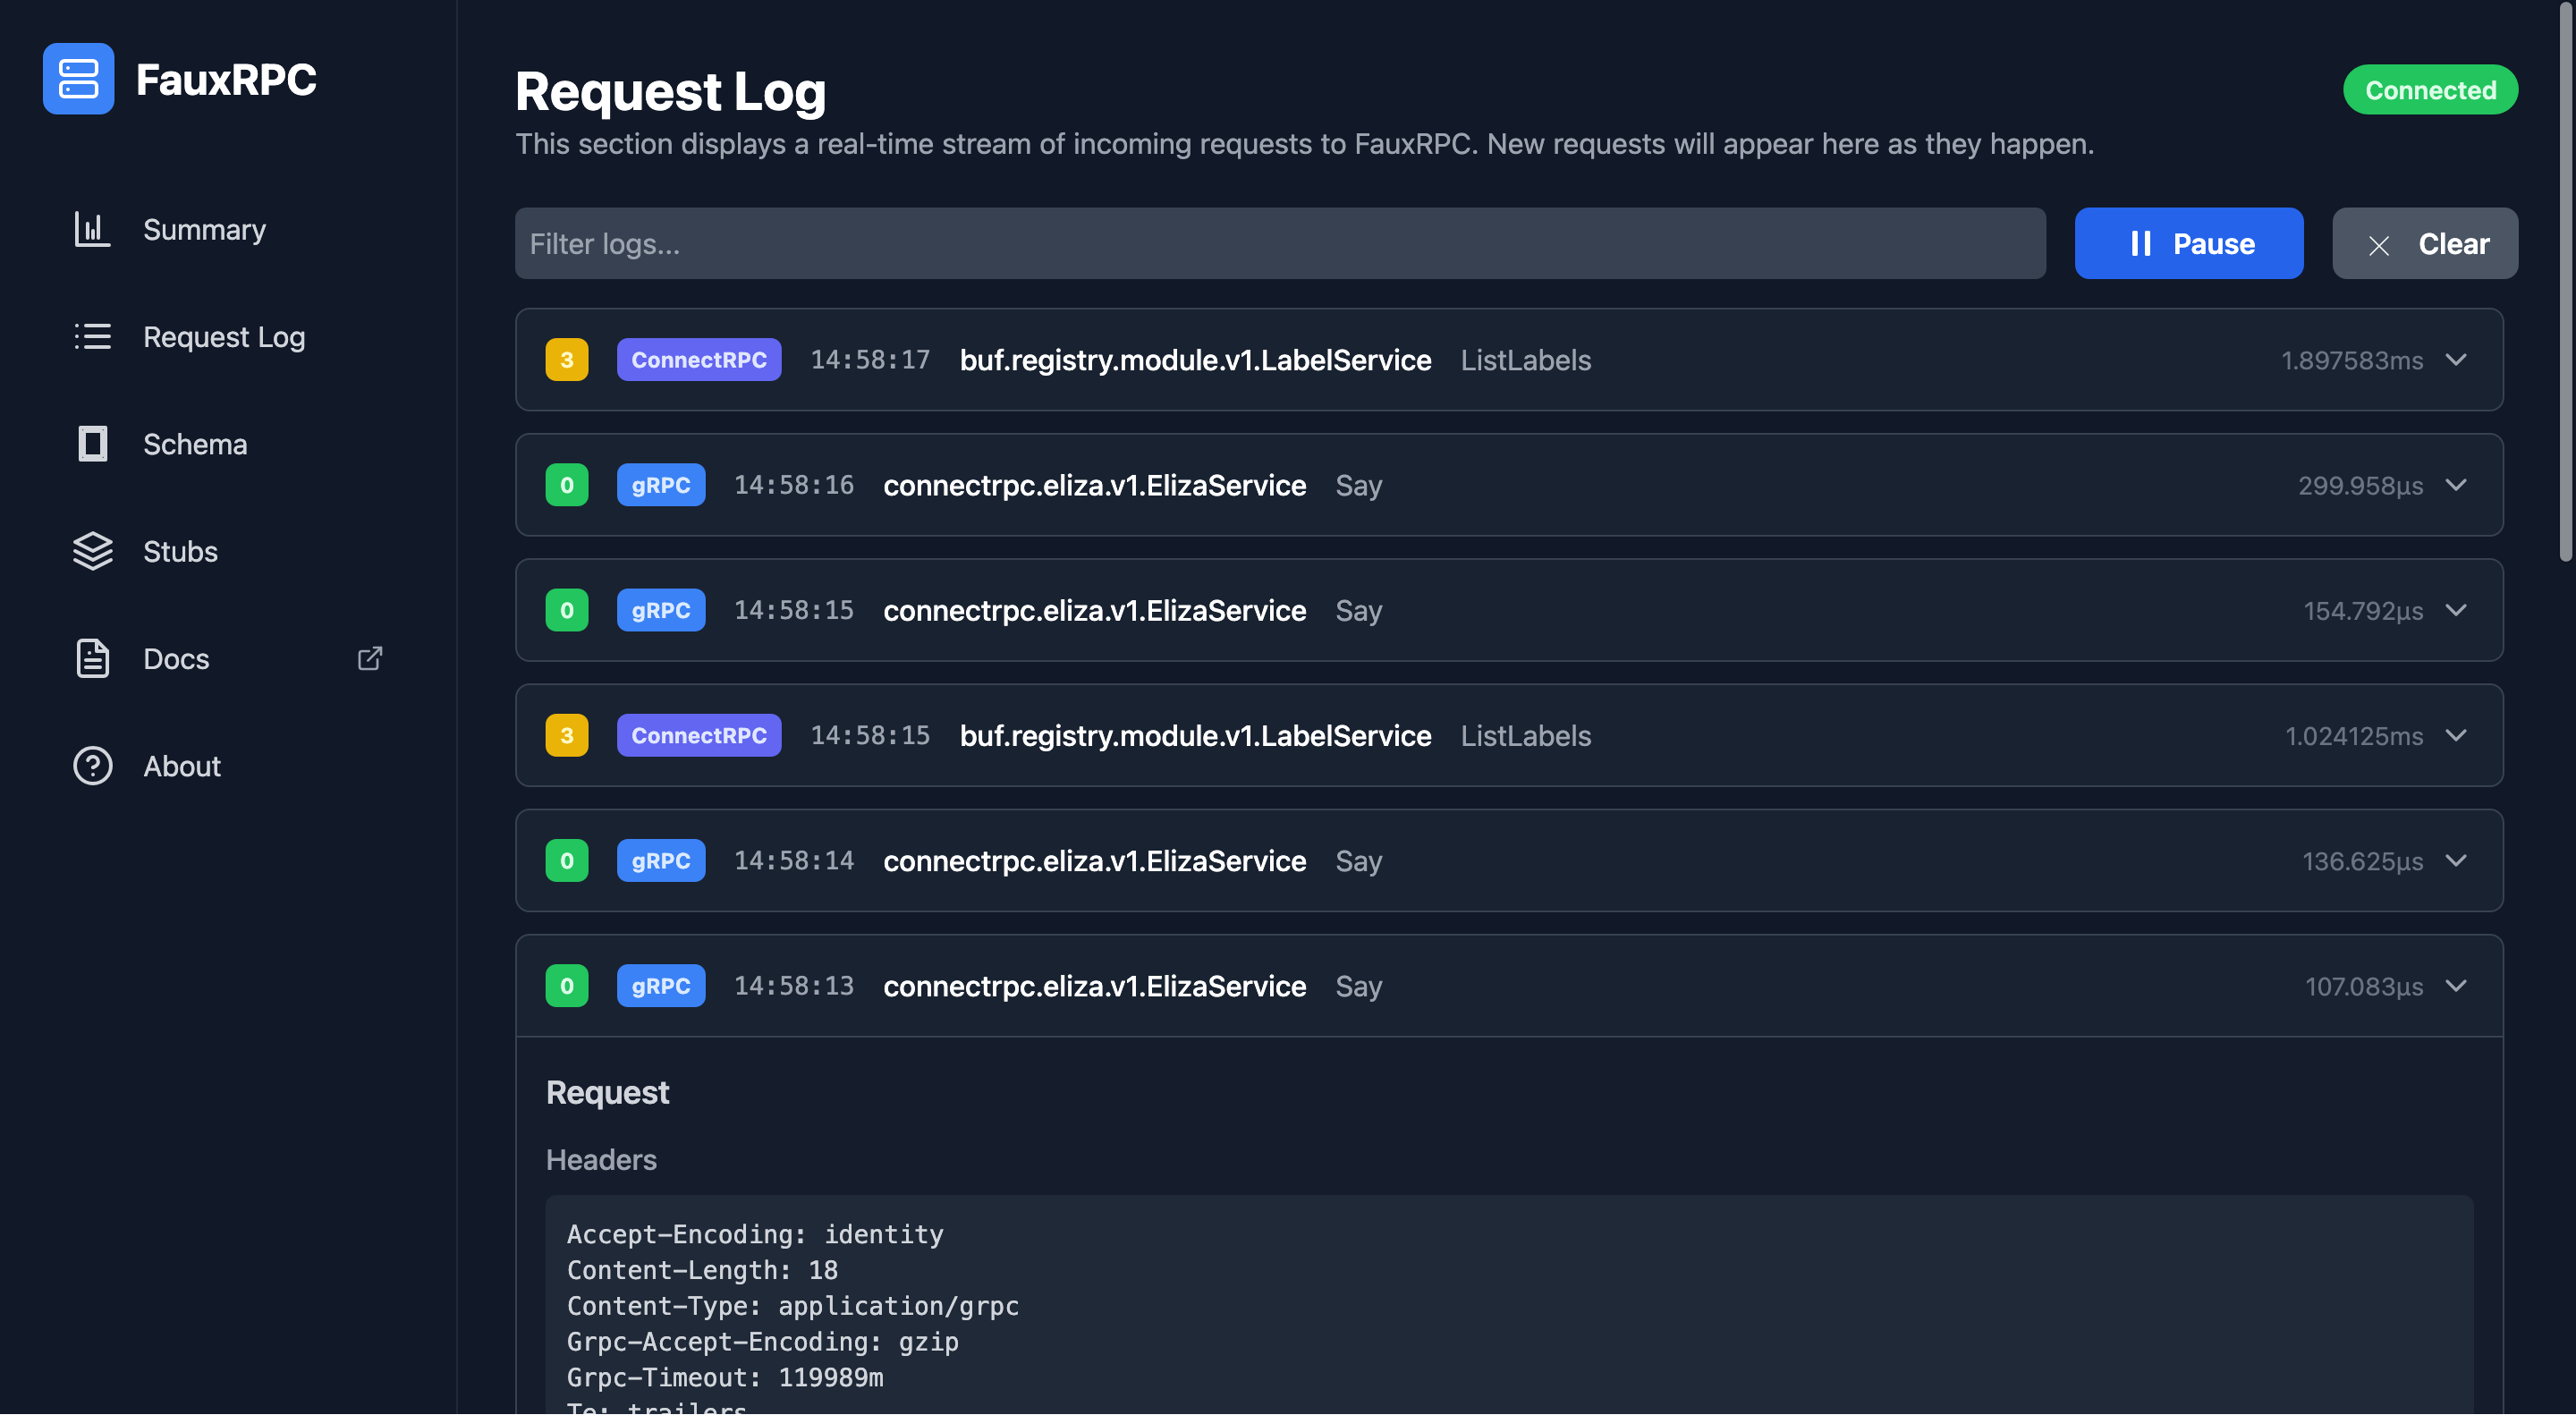 FauxRPC
Summary
Request Log
Schema
Stubs
Docs
About
Request Log
Connected
This section displays a real-time stream of incoming requests to FauxRPC. New requests will appear here as they happen.
Filter logs...
Pause
Clear
3 ConnectRPC 14:58:17 buf.registry.module.v1.LabelService ListLabels 1.897583ms
0 gRPC 14:58:16 connectrpc.eliza.v1.ElizaService Say 299.958µs
0 gRPC 14:58:15 connectrpc.eliza.v1.ElizaService Say 154.792µs
3 ConnectRPC 14:58:15 buf.registry.module.v1.LabelService ListLabels 1.024125ms
0 gRPC 14:58:14 connectrpc.eliza.v1.ElizaService Say 136.625µs
0 gRPC 14:58:13 connectrpc.eliza.v1.ElizaService Say 107.083µs
Request
Headers
Accept-Encoding: identity
Content-Length: 18
Content-Type: application/grpc
Grpc-Accept-Encoding: gzip
Grpc-Timeout: 119989m
Te: trailers